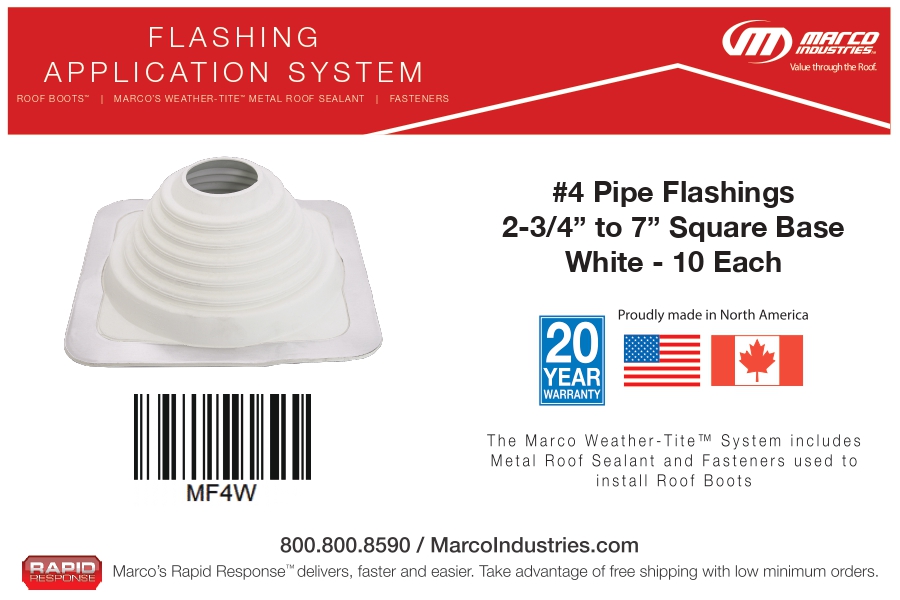 FLASHING
APPLICATION SYSTEM
ROOF BOOTS™ | MARCO'S WEATHER-TITE™ METAL ROOF SEALANT | FASTENERS
MARCO
INDUSTRIES™
Value through the Roof.
#4 Pipe Flashings
2-3/4” to 7” Square Base
White - 10 Each
Proudly made in North America
20
YEAR
WARRANTY
The Marco Weather-Tite™ System includes
Metal Roof Sealant and Fasteners used to
install Roof Boots
MF4W
800.800.8590 / MarcoIndustries.com
RAPID
RESPONSE
Marco’s Rapid Response™ delivers, faster and easier. Take advantage of free shipping with low minimum orders.